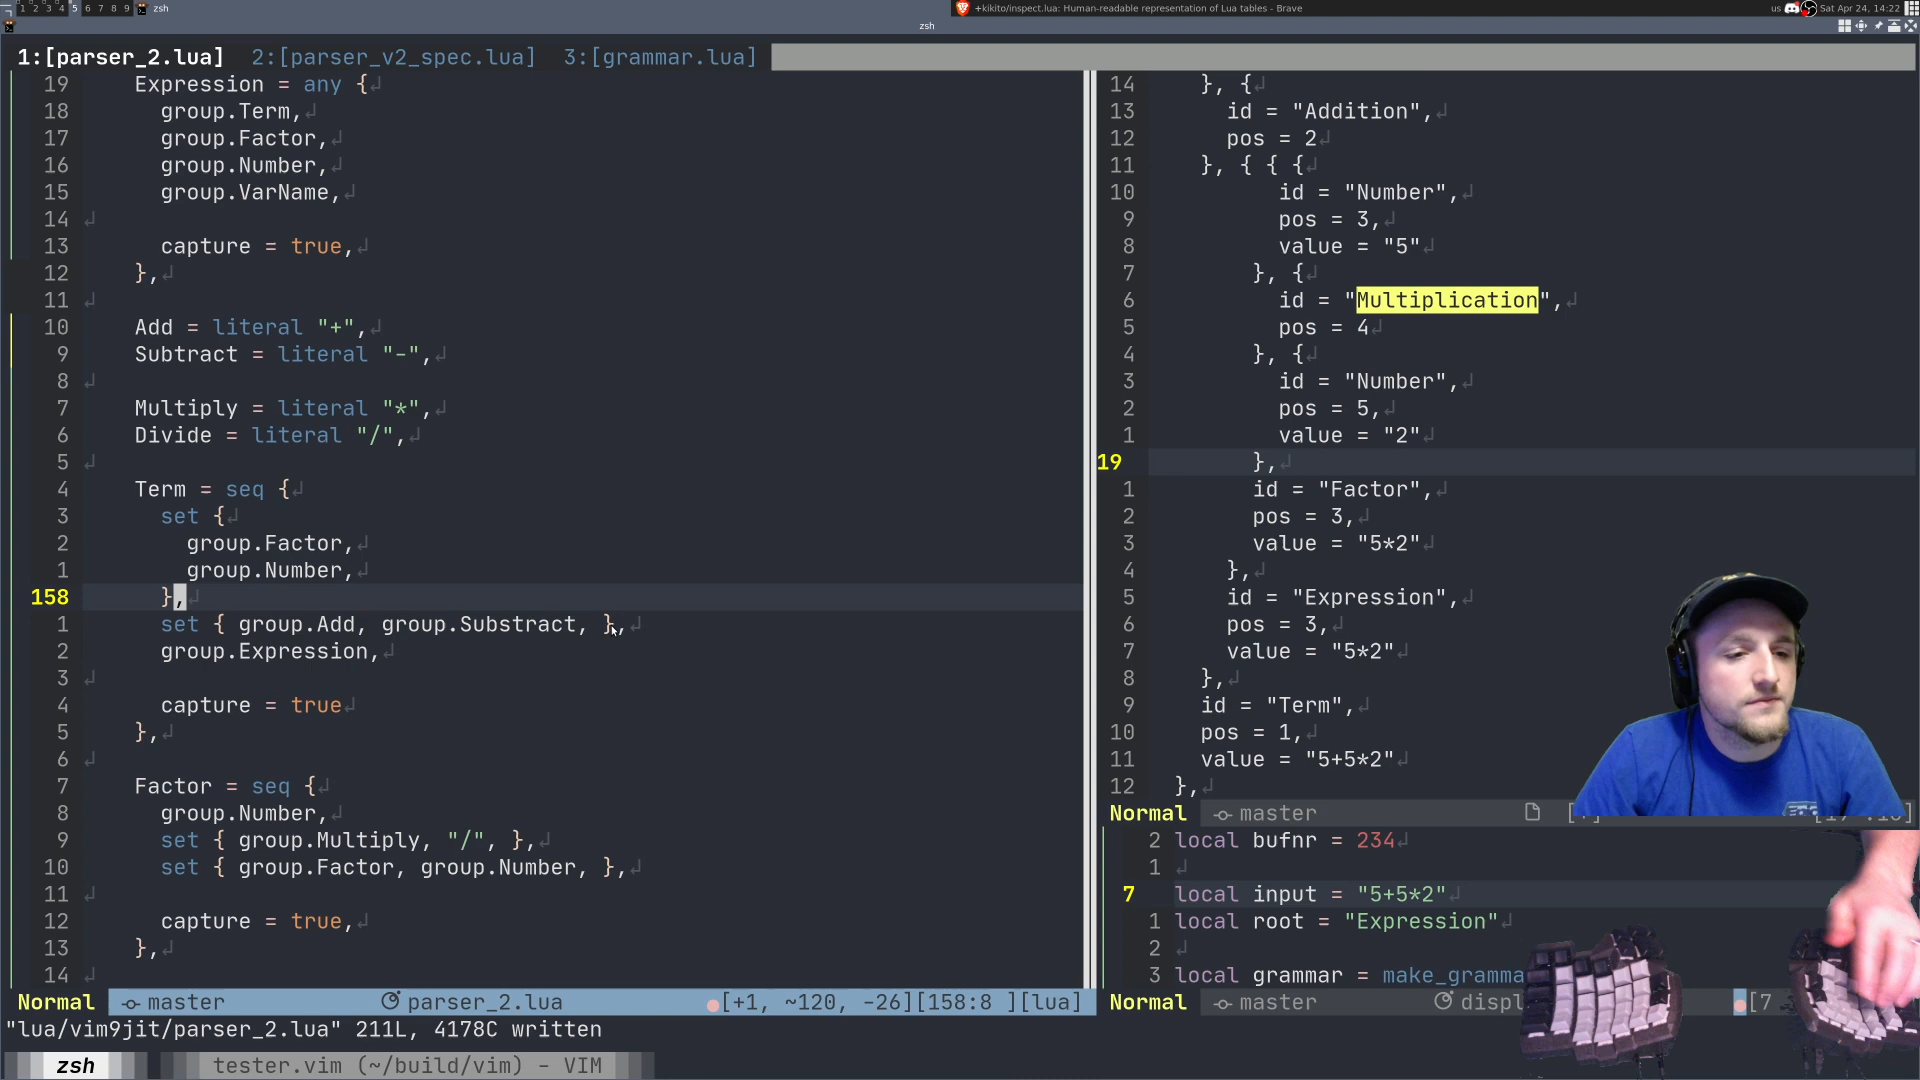 1 2 3 4 5 6 7 8 9 zsh
+kikito/inspect.lua: Human-readable representation of Lua tables - Brave
us Sat Apr 24, 14:22
zsh
1:[parser_2.lua] 2:[parser_v2_spec.lua] 3:[grammar.lua]
19 Expression = any {
18 group.Term,
17 group.Factor,
16 group.Number,
15 group.VarName,
14
13 capture = true,
12 },
11
10 Add = literal "+",
9 Subtract = literal "-",
8
7 Multiply = literal "*",
6 Divide = literal "/",
5
4 Term = seq {
3 set {
2 group.Factor,
1 group.Number,
158 },
1 set { group.Add, group.Substract, },
2 group.Expression,
3
4 capture = true
5 },
6
7 Factor = seq {
8 group.Number,
9 set { group.Multiply, "/", },
10 set { group.Factor, group.Number, },
11
12 capture = true,
13 },
14
Normal master parser_2.lua [+1, ~120, -26][158:8 ][lua]
14 }, {
13 id = "Addition",
12 pos = 2
11 }, { { {
10 id = "Number",
9 pos = 3,
8 value = "5"
7 }, {
6 id = "Multiplication",
5 pos = 4
4 }, {
3 id = "Number",
2 pos = 5,
1 value = "2"
19 },
1 id = "Factor",
2 pos = 3,
3 value = "5*2"
4 },
5 id = "Expression",
6 pos = 3,
7 value = "5*2"
8 },
9 id = "Term",
10 pos = 1,
11 value = "5+5*2"
12 },
Normal master
2 local bufnr = 234
1
7 local input = "5+5*2"
1 local root = "Expression"
2
3 local grammar = make_gramma
Normal master displ [7
"lua/vim9jit/parser_2.lua" 211L, 4178C written
zsh tester.vim (~/build/vim) - VIM